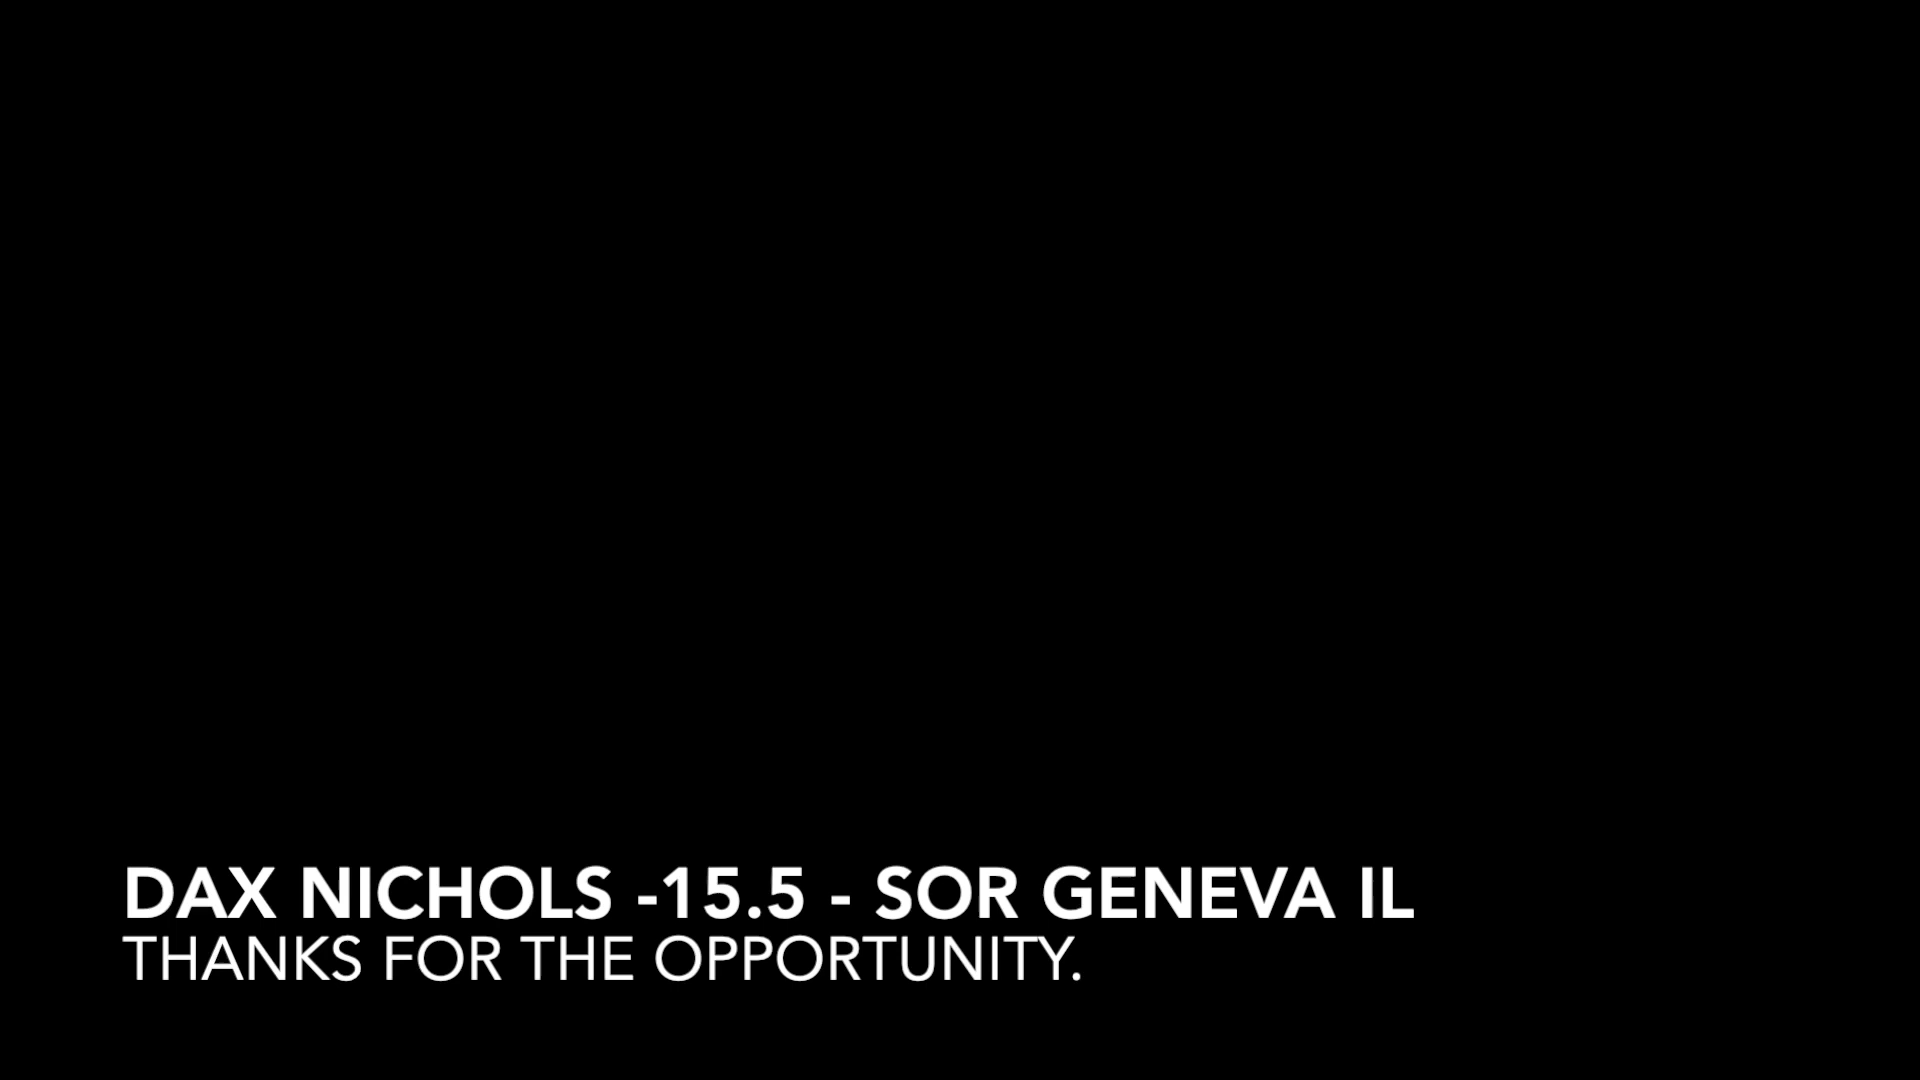 DAX NICHOLS -15.5 - SOR GENEVA IL
THANKS FOR THE OPPORTUNITY.